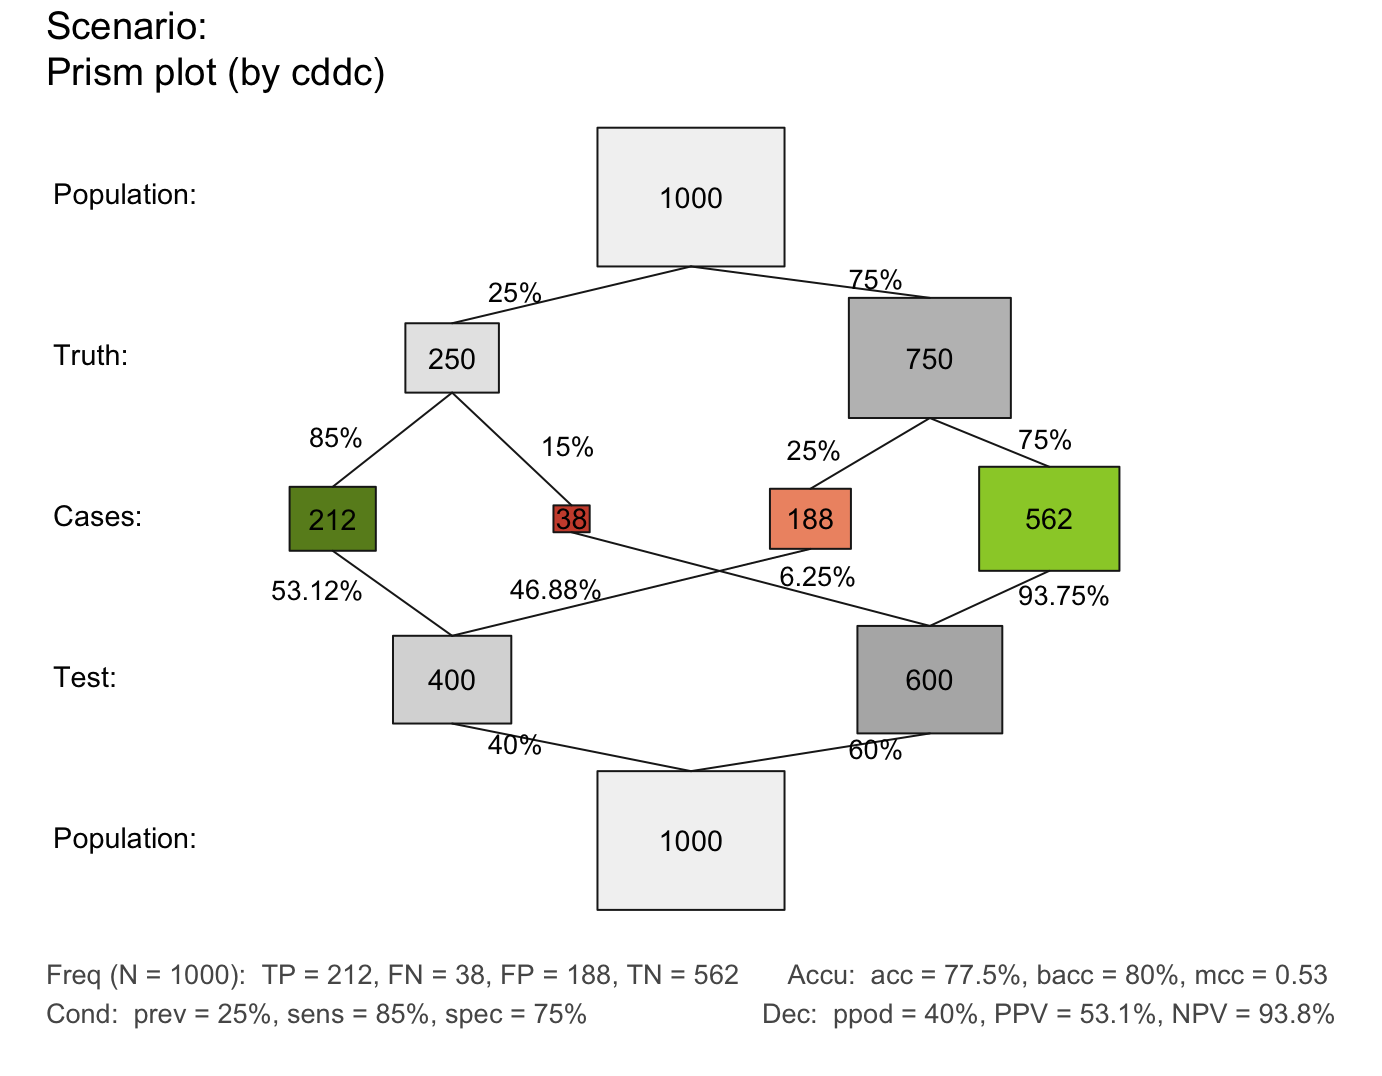 Scenario:
Prism plot (by cddc)
Population:
1000
25%
75%
Truth:
250
750
85%
15%
25%
75%
Cases:
212
38
188
562
53.12%
46.88%
6.25%
93.75%
Test:
400
600
40%
60%
Population:
1000
Freq (N = 1000):  TP = 212, FN = 38, FP = 188, TN = 562
Accu:  acc = 77.5%, bacc = 80%, mcc = 0.53
Cond:  prev = 25%, sens = 85%, spec = 75%
Dec:  ppod = 40%, PPV = 53.1%, NPV = 93.8%